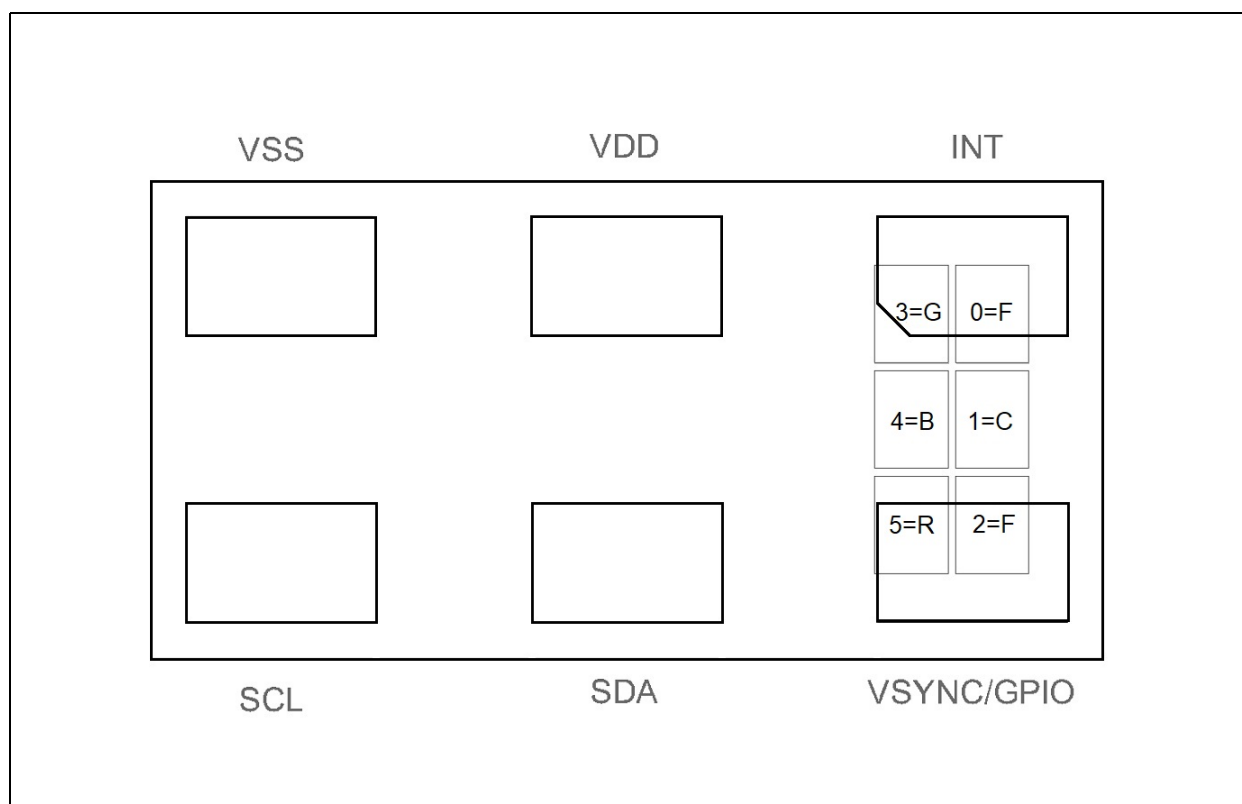 VSS VDD INT
3=G 0=F
4=B 1=C
5=R 2=F
SCL SDA VSYNC/GPIO